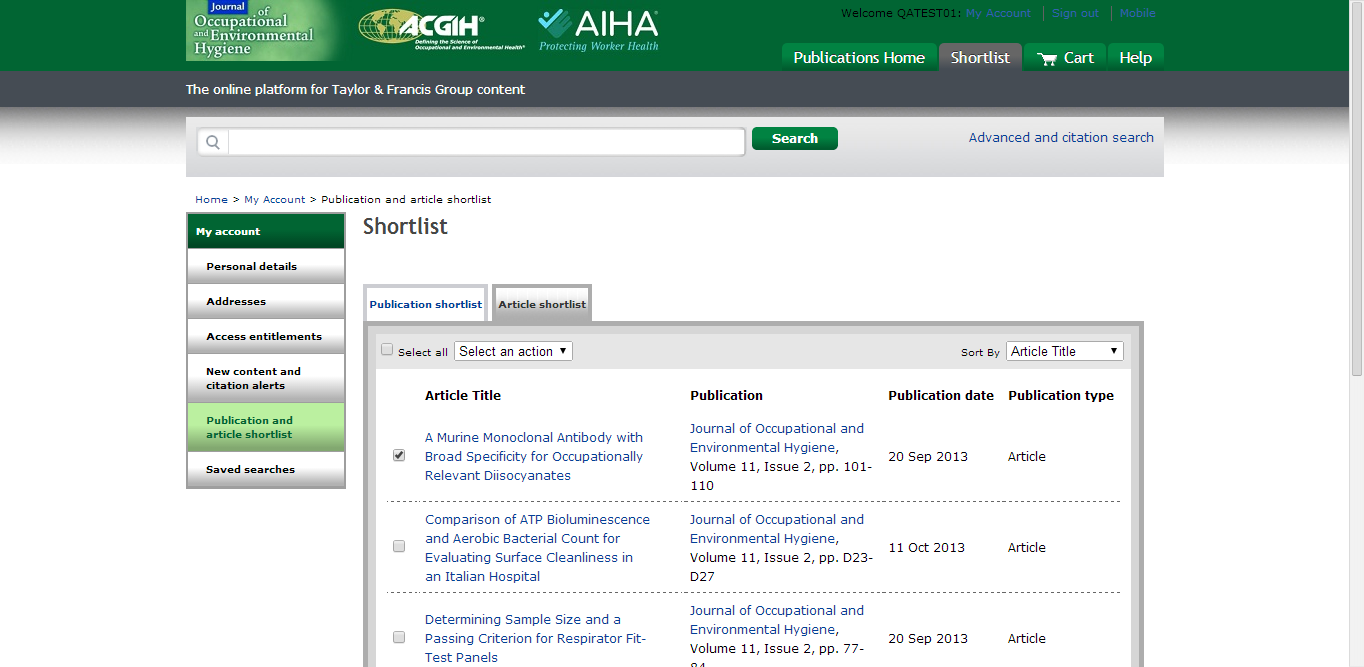 Journal of
Occupational
and Environmental
Hygiene
ACGIH®
Defining the Science of
Occupational and Environmental Health®
AIHA®
Protecting Worker Health
Welcome QATEST01: My Account Sign out Mobile
Publications Home Shortlist Cart Help
The online platform for Taylor & Francis Group content
Search
Advanced and citation search
Home > My Account > Publication and article shortlist
My account
Personal details
Addresses
Access entitlements
New content and
citation alerts
Publication and
article shortlist
Saved searches
Shortlist
Publication shortlist Article shortlist
Select all Select an action Sort By Article Title
Article Title Publication Publication date Publication type
A Murine Monoclonal Antibody with
Broad Specificity for Occupationally
Relevant Diisocyanates
Journal of Occupational and
Environmental Hygiene,
Volume 11, Issue 2, pp. 101-
110
20 Sep 2013
Article
Comparison of ATP Bioluminescence
and Aerobic Bacterial Count for
Evaluating Surface Cleanliness in
an Italian Hospital
Journal of Occupational and
Environmental Hygiene,
Volume 11, Issue 2, pp. D23-
D27
11 Oct 2013
Article
Determining Sample Size and a
Passing Criterion for Respirator Fit-
Test Panels
Journal of Occupational and
Environmental Hygiene,
Volume 11, Issue 2, pp. 77-
84
20 Sep 2013
Article